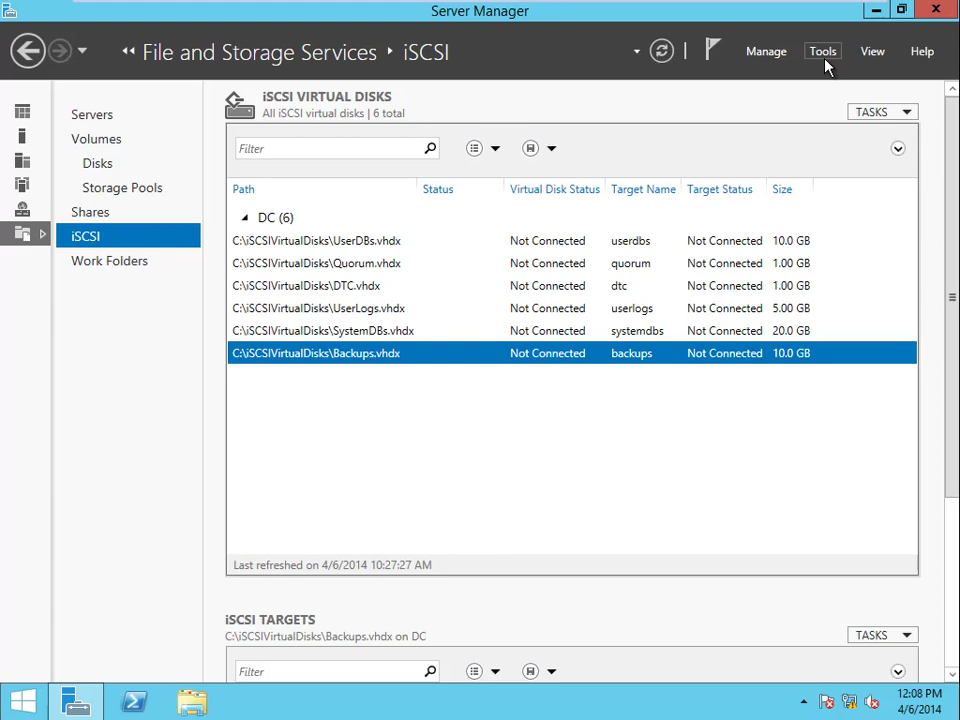 Server Manager
File and Storage Services ▸ iSCSI
Manage Tools View Help
Servers
Volumes
Disks
Storage Pools
Shares
iSCSI
Work Folders
iSCSI VIRTUAL DISKS
All iSCSI virtual disks | 6 total
TASKS
Filter
Path Status Virtual Disk Status Target Name Target Status Size
DC (6)
C:\iSCSIVirtualDisks\UserDBs.vhdx Not Connected userdbs Not Connected 10.0 GB
C:\iSCSIVirtualDisks\Quorum.vhdx Not Connected quorum Not Connected 1.00 GB
C:\iSCSIVirtualDisks\DTC.vhdx Not Connected dtc Not Connected 1.00 GB
C:\iSCSIVirtualDisks\UserLogs.vhdx Not Connected userlogs Not Connected 5.00 GB
C:\iSCSIVirtualDisks\SystemDBs.vhdx Not Connected systemdbs Not Connected 20.0 GB
C:\iSCSIVirtualDisks\Backups.vhdx Not Connected backups Not Connected 10.0 GB
Last refreshed on 4/6/2014 10:27:27 AM
iSCSI TARGETS
C:\iSCSIVirtualDisks\Backups.vhdx on DC
TASKS
Filter
12:08 PM
4/6/2014